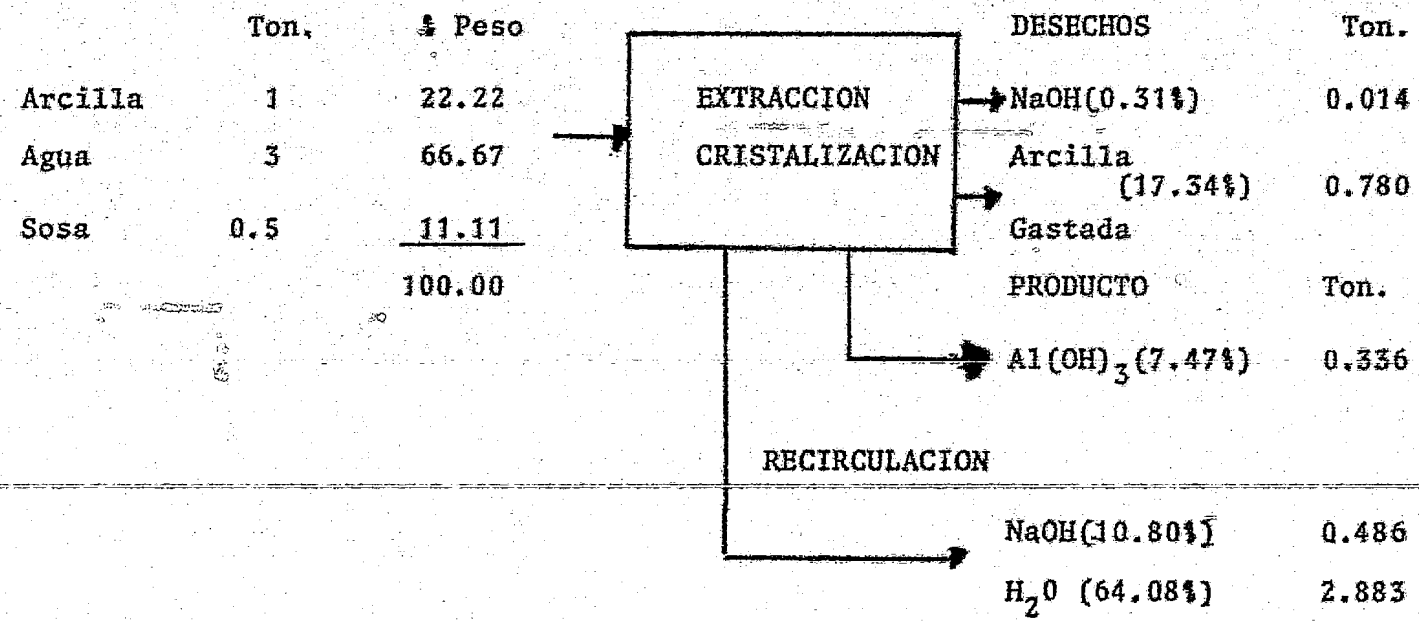 Ton. % Peso
Arcilla 1 22.22
Agua 3 66.67
Sosa 0.5 11.11
100.00
EXTRACCION
CRISTALIZACION
DESECHOS Ton.
NaOH(0.31%) 0.014
Arcilla
(17.34%) 0.780
Gastada
PRODUCTO Ton.
Al(OH)3(7.47%) 0.336
RECIRCULACION
NaOH(10.80%) 0.486
H2O (64.08%) 2.883